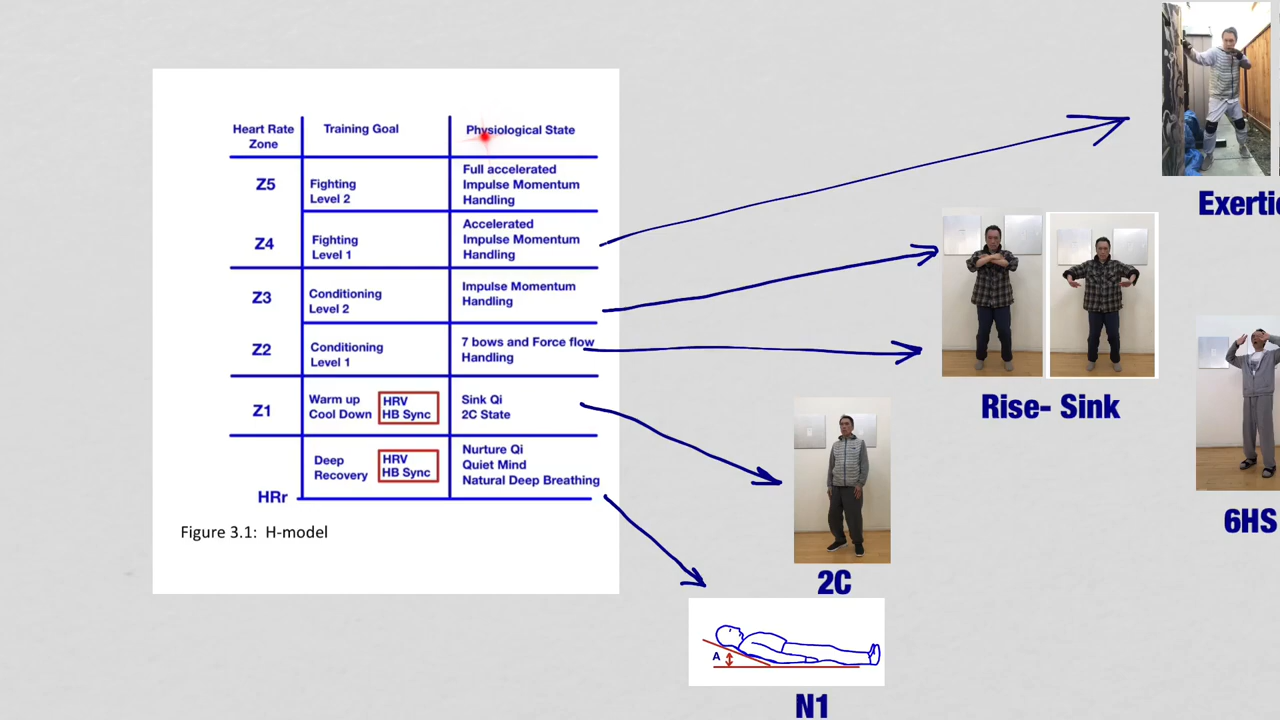 Heart Rate
Zone
Training Goal
Physiological State
Z5
Fighting
Level 2
Full accelerated
Impulse Momentum
Handling
Z4
Fighting
Level 1
Accelerated
Impulse Momentum
Handling
Z3
Conditioning
Level 2
Impulse Momentum
Handling
Z2
Conditioning
Level 1
7 bows and Force flow
Handling
Z1
Warm up
Cool Down
HRV
HB Sync
Sink Qi
2C State
Deep
Recovery
HRV
HB Sync
Nurture Qi
Quiet Mind
Natural Deep Breathing
HRr
Figure 3.1: H-model
Exertic
Rise- Sink
6HS
2C
A
N1